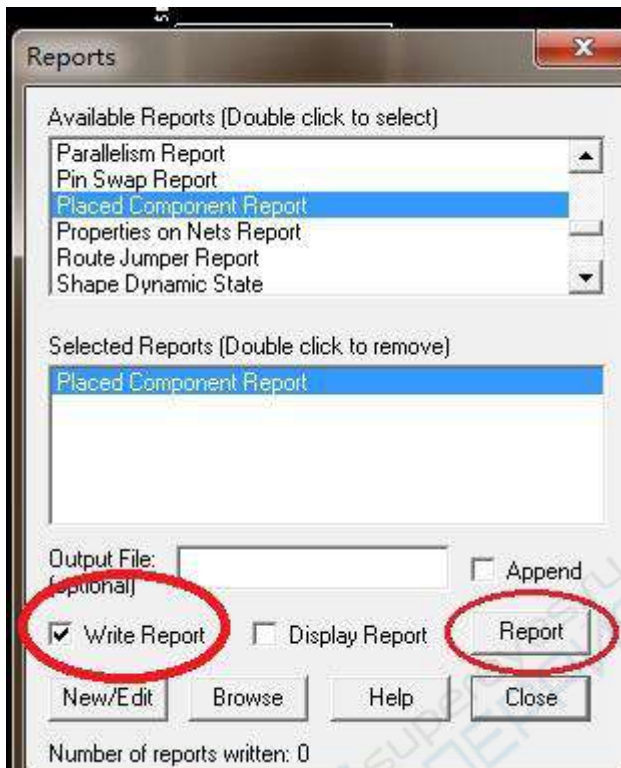 Reports
Available Reports (Double click to select)
Parallelism Report
Pin Swap Report
Placed Component Report
Properties on Nets Report
Route Jumper Report
Shape Dynamic State
Selected Reports (Double click to remove)
Placed Component Report
Output File:
(optional)
Append
Write Report
Display Report
Report
New/Edit
Browse
Help
Close
Number of reports written: 0